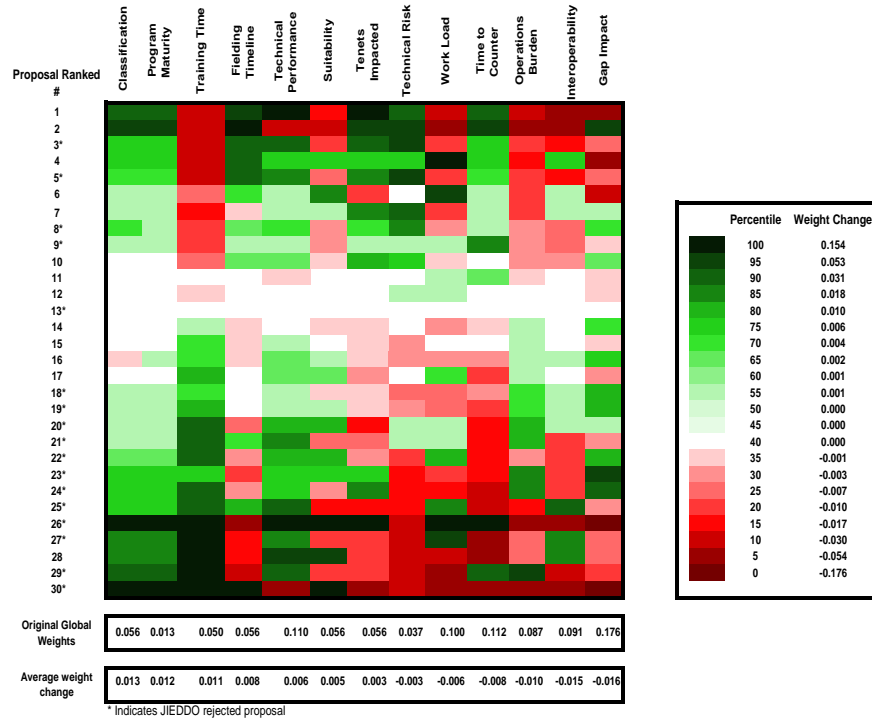 Classification
Program Maturity
Training Time
Fielding Timeline
Technical Performance
Suitability
Tenets Impacted
Technical Risk
Work Load
Time to Counter
Operations Burden
Interoperability
Gap Impact
Proposal Ranked
#
1
2
3*
4
5*
6
7
8*
9*
10
11
12
13*
14
15
16
17
18*
19*
20*
21*
22*
23*
24*
25*
26*
27*
28
29*
30*
Percentile Weight Change
100 0.154
95 0.053
90 0.031
85 0.018
80 0.010
75 0.006
70 0.004
65 0.002
60 0.001
55 0.001
50 0.000
45 0.000
40 0.000
35 -0.001
30 -0.003
25 -0.007
20 -0.010
15 -0.017
10 -0.030
5 -0.054
0 -0.176
Original Global
Weights
0.056 0.013 0.050 0.056 0.110 0.056 0.056 0.037 0.100 0.112 0.087 0.091 0.176
Average weight
change
0.013 0.012 0.011 0.008 0.006 0.005 0.003 -0.003 -0.006 -0.008 -0.010 -0.015 -0.016
* Indicates JIEDDO rejected proposal